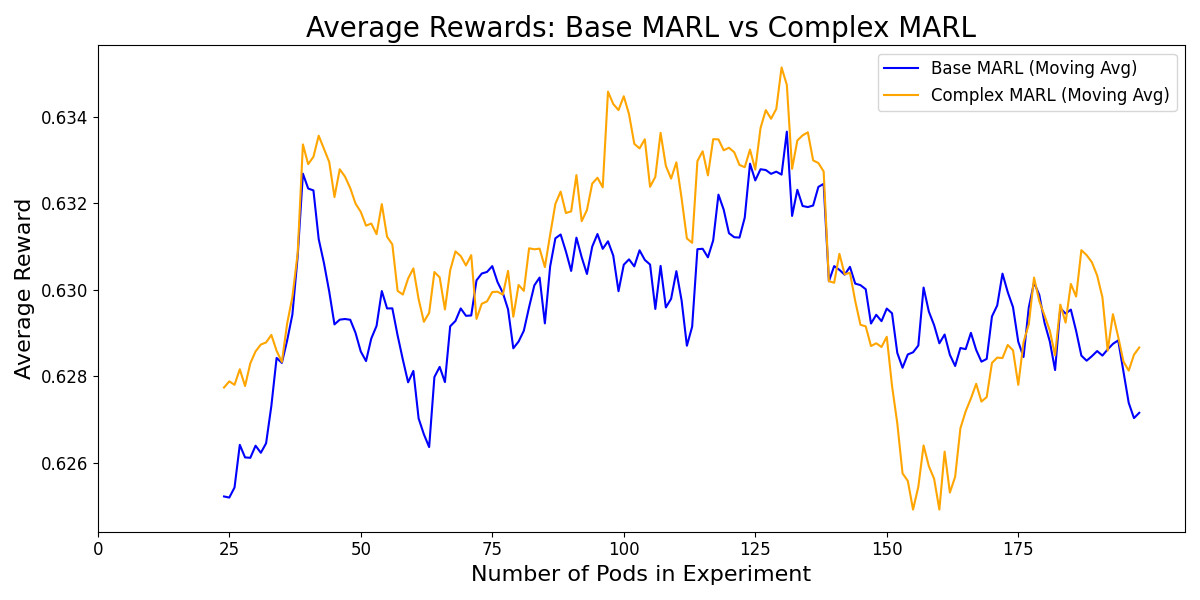 Average Rewards: Base MARL vs Complex MARL
Base MARL (Moving Avg)
Complex MARL (Moving Avg)
Average Reward
0.634
0.632
0.630
0.628
0.626
0 25 50 75 100 125 150 175
Number of Pods in Experiment